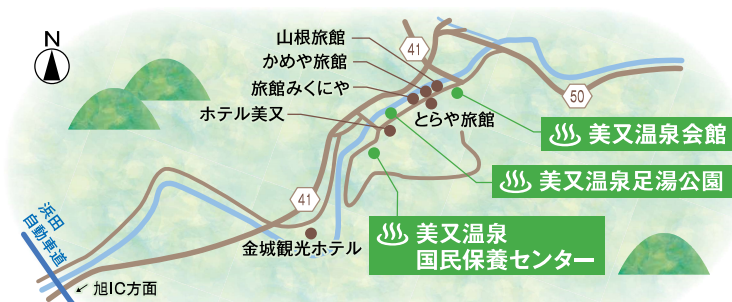 N
山根旅館
かめや旅館
旅館みくにや
ホテル美又
とらや旅館
41
50
美又温泉会館
美又温泉足湯公園
41
美又温泉
国民保養センター
金城観光ホテル
浜田
自動車道
旭IC方面